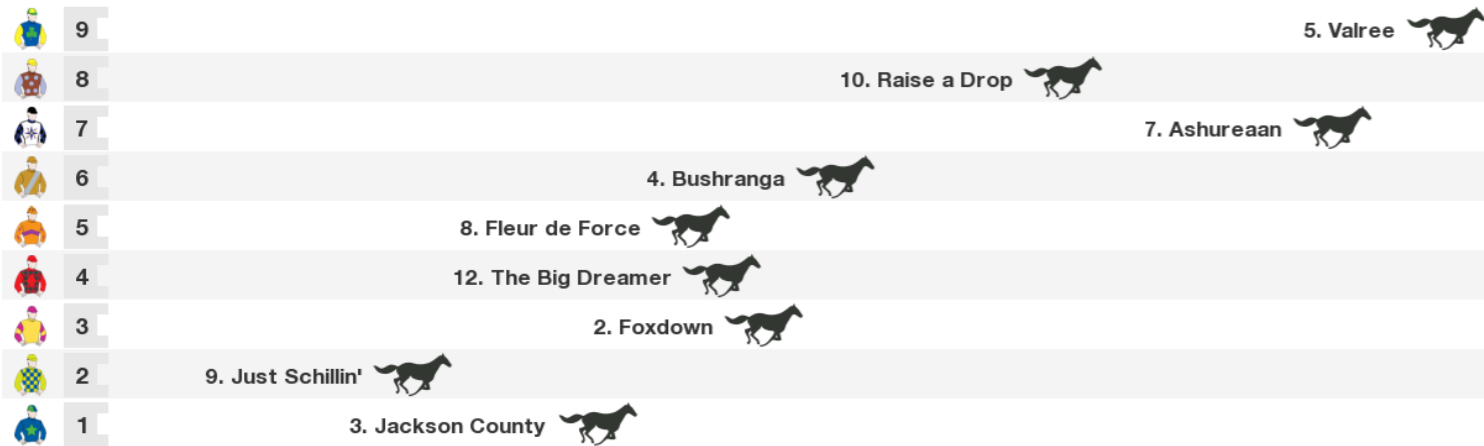 9 5. Valree
8 10. Raise a Drop
7 7. Ashureaan
6 4. Bushranga
5 8. Fleur de Force
4 12. The Big Dreamer
3 2. Foxdown
2 9. Just Schillin'
1 3. Jackson County